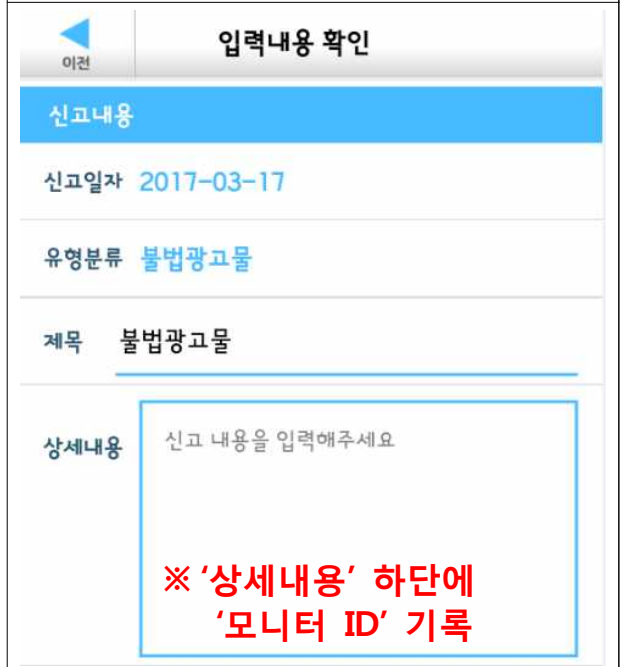 이전
입력내용 확인
신고내용
신고일자 2017-03-17
유형분류 불법광고물
제목 불법광고물
상세내용 신고 내용을 입력해주세요
※ ‘상세내용’ 하단에
‘모니터 ID’ 기록